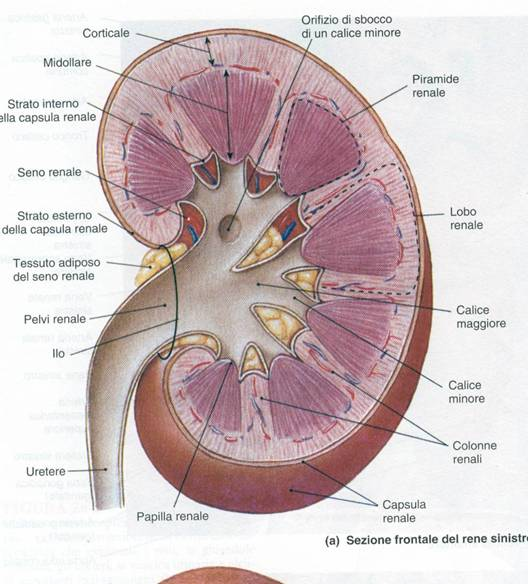 Corticale
Midollare
Strato interno
della capsula renale
Seno renale
Strato esterno
della capsula renale
Tessuto adiposo
del seno renale
Pelvi renale
Ilo
Uretere
Papilla renale
Orifizio di sbocco
di un calice minore
Piramide
renale
Lobo
renale
Calice
maggiore
Calice
minore
Colonne
renali
Capsula
renale
(a) Sezione frontale del rene sinistro